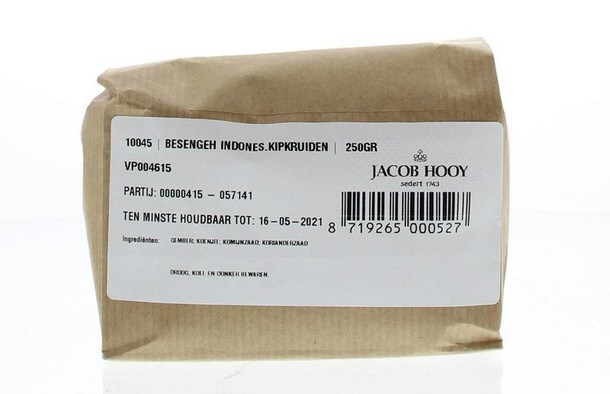 10045 | BESENGEH INDONES.KIPKRUIDEN | 250GR
VP004615
JACOB HOOY
sedert 1743
PARTIJ: 00000415 - 057141
TEN MINSTE HOUDBAAR TOT: 16-05-2021
8 719265 000527
Ingrediënten: GEMBER; KOENJIT; KOMIJNZAAD; KORIANDERZAAD
DROOG, KOEL EN DONKER BEWAREN.